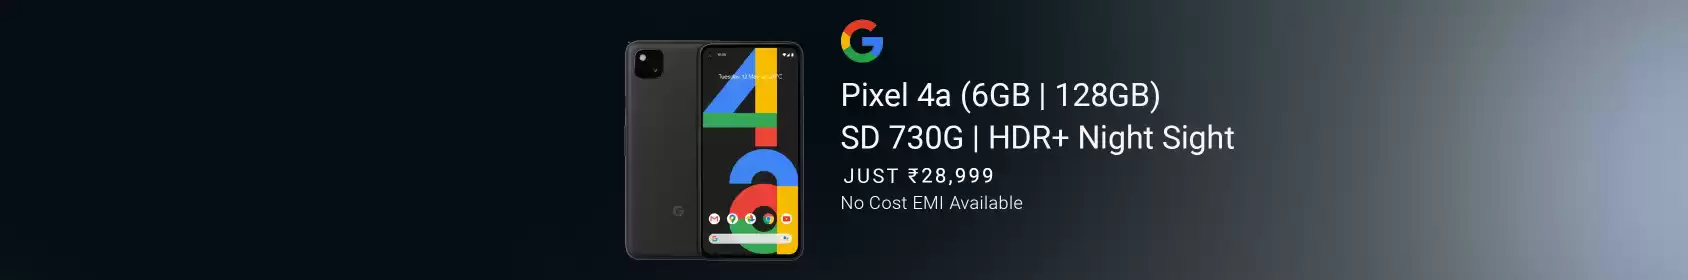 Pixel 4a (6GB | 128GB)
SD 730G | HDR+ Night Sight
JUST ₹28,999
No Cost EMI Available